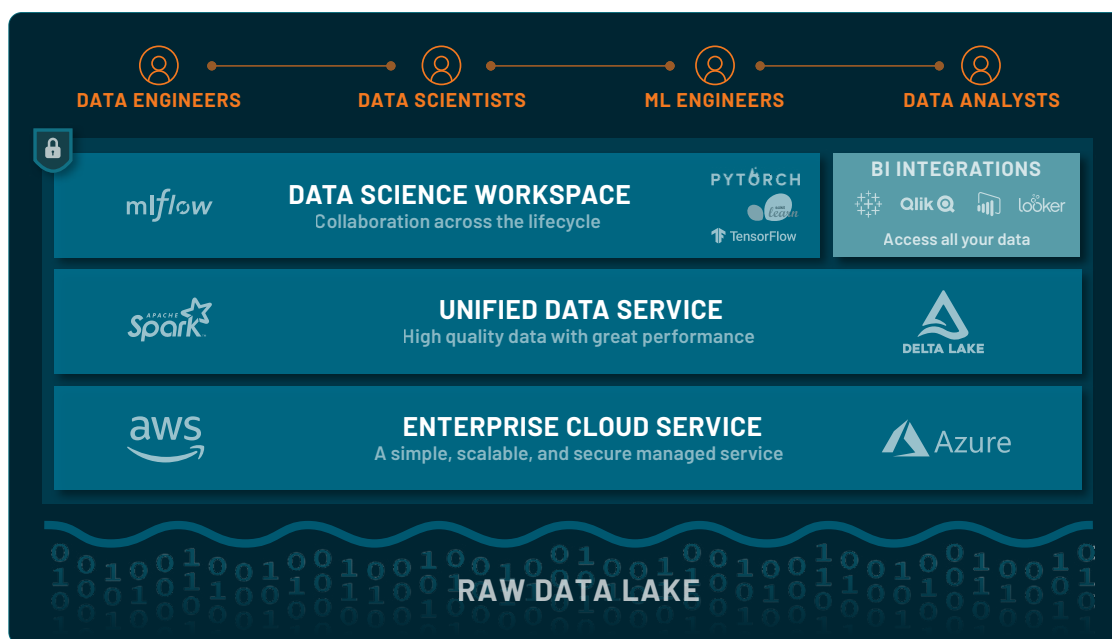 DATA ENGINEERS
DATA SCIENTISTS
ML ENGINEERS
DATA ANALYSTS
mlflow
DATA SCIENCE WORKSPACE
Collaboration across the lifecycle
PYTORCH
learn
TensorFlow
BI INTEGRATIONS
Qlik
looker
Access all your data
APACHE
Spark
UNIFIED DATA SERVICE
High quality data with great performance
DELTA LAKE
aws
ENTERPRISE CLOUD SERVICE
A simple, scalable, and secure managed service
Azure
RAW DATA LAKE